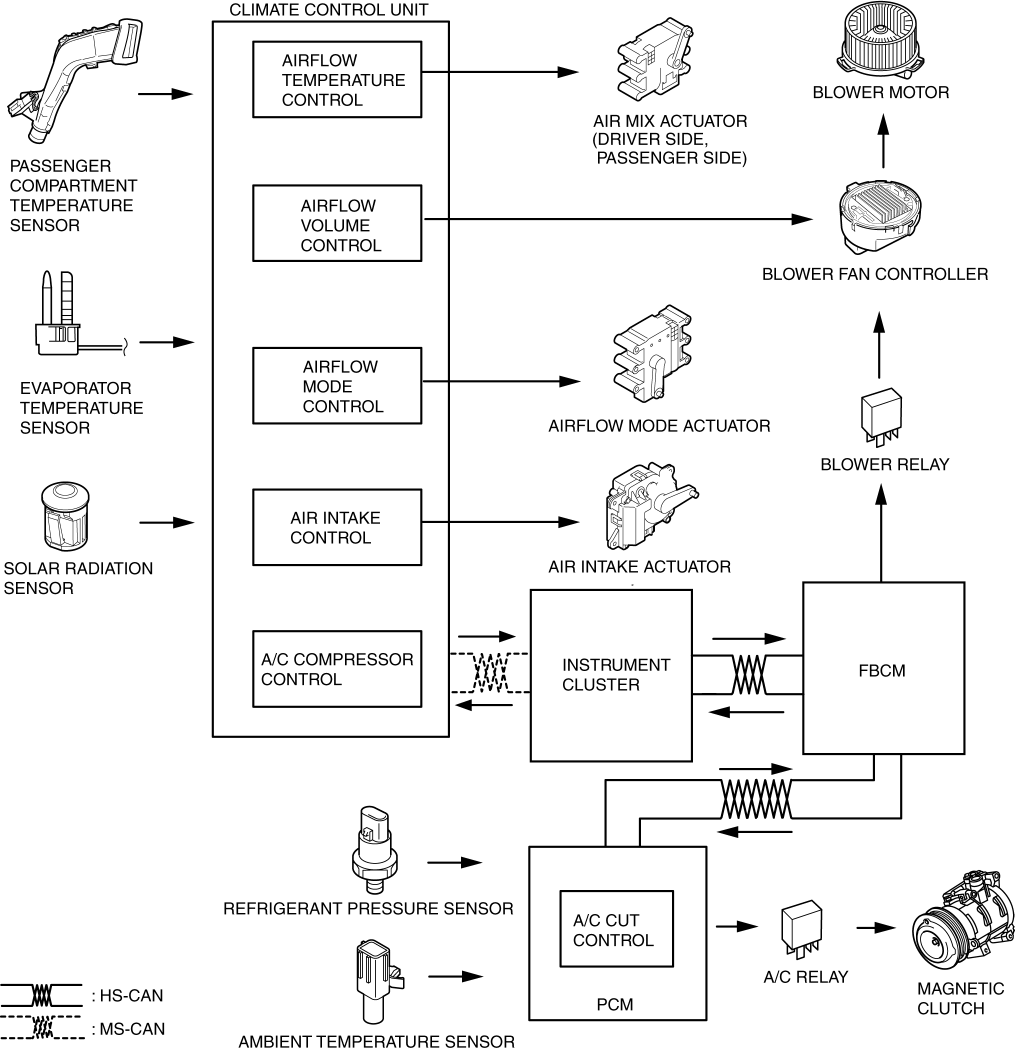 CLIMATE CONTROL UNIT
AIRFLOW
TEMPERATURE
CONTROL
AIR MIX ACTUATOR
(DRIVER SIDE,
PASSENGER SIDE)
BLOWER MOTOR
PASSENGER
COMPARTMENT
TEMPERATURE
SENSOR
AIRFLOW
VOLUME
CONTROL
BLOWER FAN CONTROLLER
EVAPORATOR
TEMPERATURE
SENSOR
AIRFLOW
MODE
CONTROL
AIRFLOW MODE ACTUATOR
BLOWER RELAY
SOLAR RADIATION
SENSOR
AIR INTAKE
CONTROL
AIR INTAKE ACTUATOR
A/C COMPRESSOR
CONTROL
INSTRUMENT
CLUSTER
FBCM
REFRIGERANT PRESSURE SENSOR
A/C CUT
CONTROL
PCM
A/C RELAY
MAGNETIC
CLUTCH
AMBIENT TEMPERATURE SENSOR
: HS-CAN
: MS-CAN